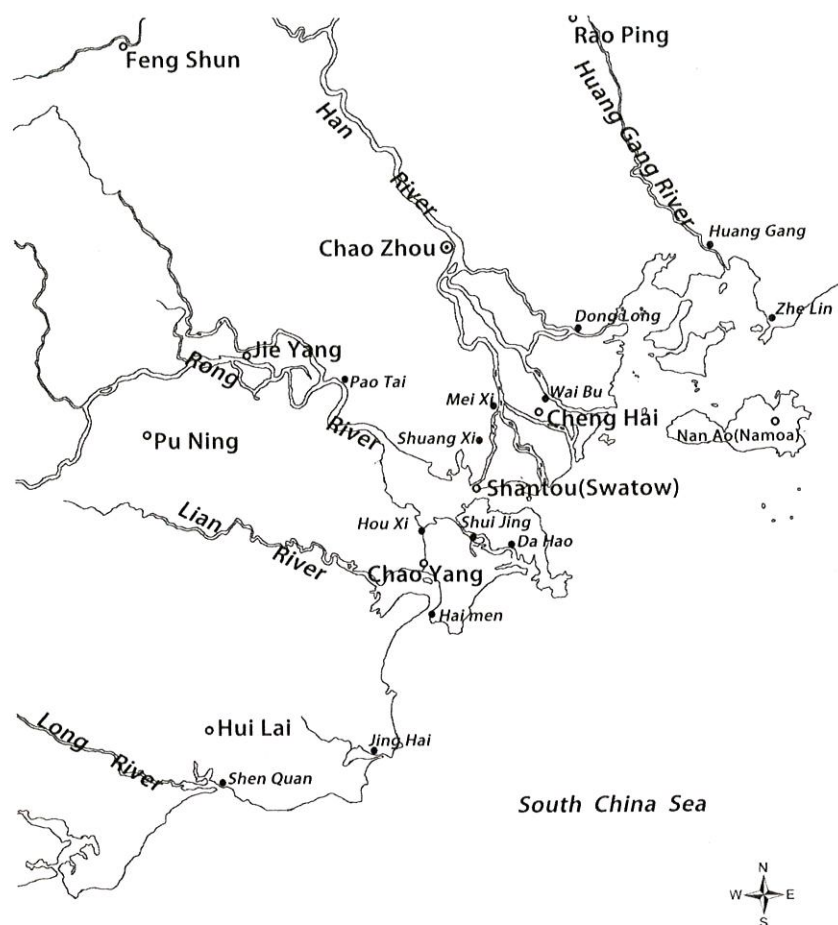 Rao Ping
Feng Shun
Han River
Huang Gang River
Huang Gang
Chao Zhou
Zhe Lin
Dong Long
Jie Yang
Rong River
Pao Tai
Wai Bu
Mei Xi
Cheng Hai
Nan Ao(Namoa)
Shuang Xi
Pu Ning
Shantou(Swatow)
Lian River
Hou Xi
Shui Jing
Da Hao
Chao Yang
Hai men
Long River
Hui Lai
Jing Hai
Shen Quan
South China Sea
N
W E
S